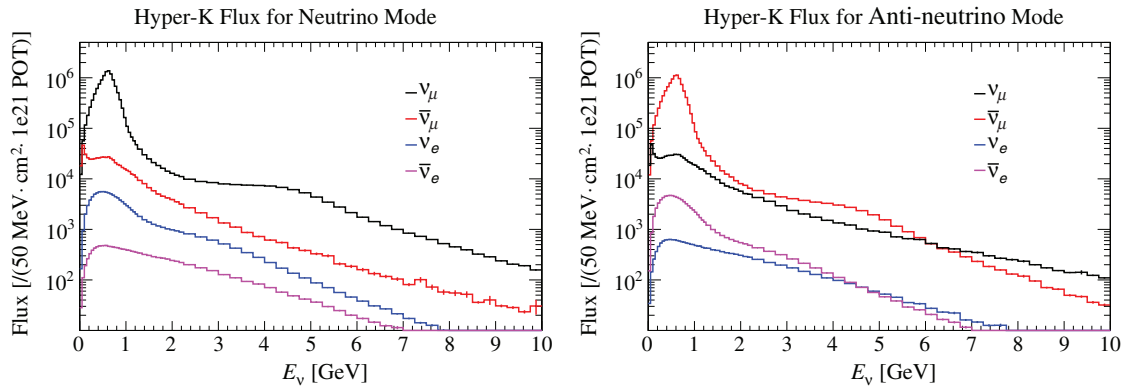 Hyper-K Flux for Neutrino Mode
Flux [/(50 MeV · cm²· 1e21 POT)]
10⁶
10⁵
10⁴
10³
10²
ν_μ
ν̅_μ
ν_e
ν̅_e
0 1 2 3 4 5 6 7 8 9 10
E_ν [GeV]
Hyper-K Flux for Anti-neutrino Mode
Flux [/(50 MeV · cm²· 1e21 POT)]
10⁶
10⁵
10⁴
10³
10²
ν_μ
ν̅_μ
ν_e
ν̅_e
0 1 2 3 4 5 6 7 8 9 10
E_ν [GeV]